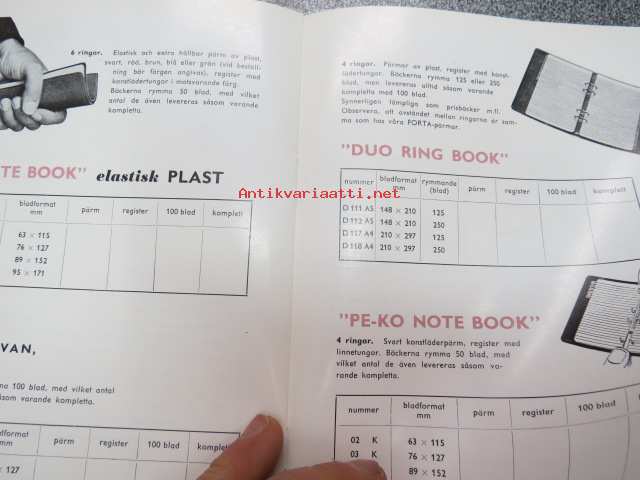 6 ringar. Elastisk och extra hållbar pärm av plast,
svart, röd, brun, blå eller grön (vid beställ-
ning bör färgen angivas), register med
konstlädertungor i motsvarande färg.
Bäckerna rymma 50 blad, med vilket
antal de även levereras såsom varande
kompletta.
TE BOOK" elastisk PLAST
bladformat mm pärm register 100 blad komplett
63 × 115
76 × 127
89 × 152
95 × 171
VAN,
na 100 blad, med vilket antal
såsom varande kompletta.
adformat mm pärm register 100 blad komplett
× 127
4 ringar. Pärmar av plast, register med konst-
lädertungor. Bäckerna rymma 125 eller 250
blad, men levereras alltid såsom varande
kompletta med 100 blad.
Synnerligen lämpliga som prisböcker m.fl.
Observera, att avståndet mellan ringarna är sam-
ma som hos våra PORTA-pärmar.
"DUO RING BOOK"
nummer bladformat mm rymmande (blad) pärm register 100 blad komplett
D 111 A5 148 × 210 125
D 112 A5 148 × 210 250
D 117 A4 210 × 297 125
D 118 A4 210 × 297 250
Antikvariaatti.net
"PE-KO NOTE BOOK"
4 ringar. Svart konstläderpärm, register med
linnetungor. Bäckerna rymma 50 blad, med
vilket antal de även levereras såsom va-
rande kompletta.
nummer bladformat mm pärm register 100 blad
02 K 63 × 115
03 K 76 × 127
89 × 152